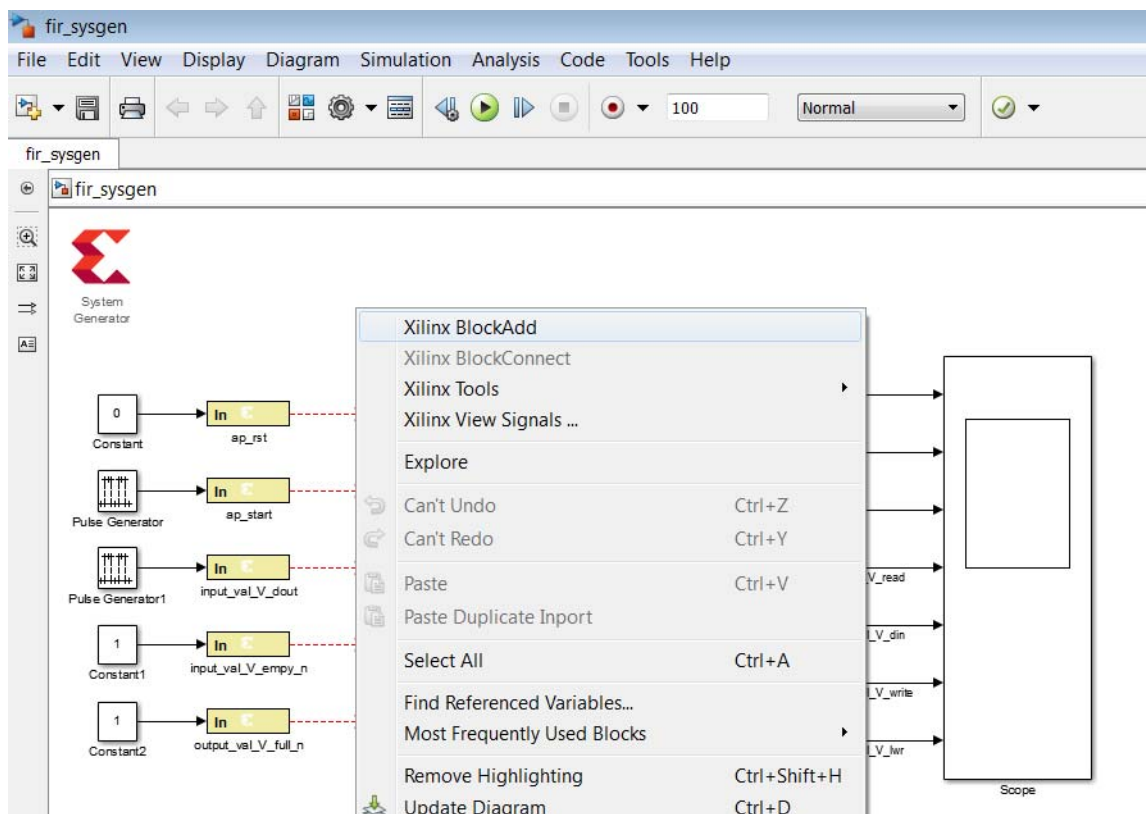 fir_sysgen
File Edit View Display Diagram Simulation Analysis Code Tools Help
100 Normal
fir_sysgen
fir_sysgen
System
Generator
Xilinx BlockAdd
Xilinx BlockConnect
Xilinx Tools
Xilinx View Signals ...
Explore
Can't Undo Ctrl+Z
Can't Redo Ctrl+Y
Paste Ctrl+V
Paste Duplicate Inport
Select All Ctrl+A
Find Referenced Variables...
Most Frequently Used Blocks
Remove Highlighting Ctrl+Shift+H
Update Diagram Ctrl+D
0 In
Constant ap_rst
In
Pulse Generator ap_start
In
Pulse Generator1 input_val_V_dout
1 In
Constant1 input_val_V_empy_n
1 In
Constant2 output_val_V_full_n
V_read
l_V_din
l_V_write
l_V_lwr
Scope